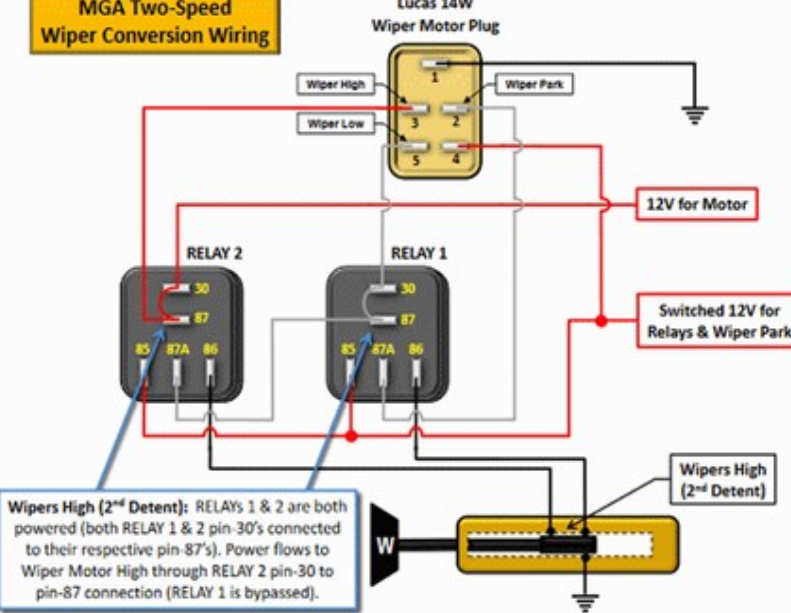 MGA Two-Speed
Wiper Conversion Wiring
Lucas 14W
Wiper Motor Plug
1
Wiper High
Wiper Park
3
2
Wiper Low
5
4
12V for Motor
RELAY 2
RELAY 1
30
30
87
87
Switched 12V for
Relays & Wiper Park
85 87A 86
85 87A 86
Wipers High
(2nd Detent)
Wipers High (2nd Detent): RELAYs 1 & 2 are both
powered (both RELAY 1 & 2 pin-30's connected
to their respective pin-87's). Power flows to
Wiper Motor High through RELAY 2 pin-30 to
pin-87 connection (RELAY 1 is bypassed).
W